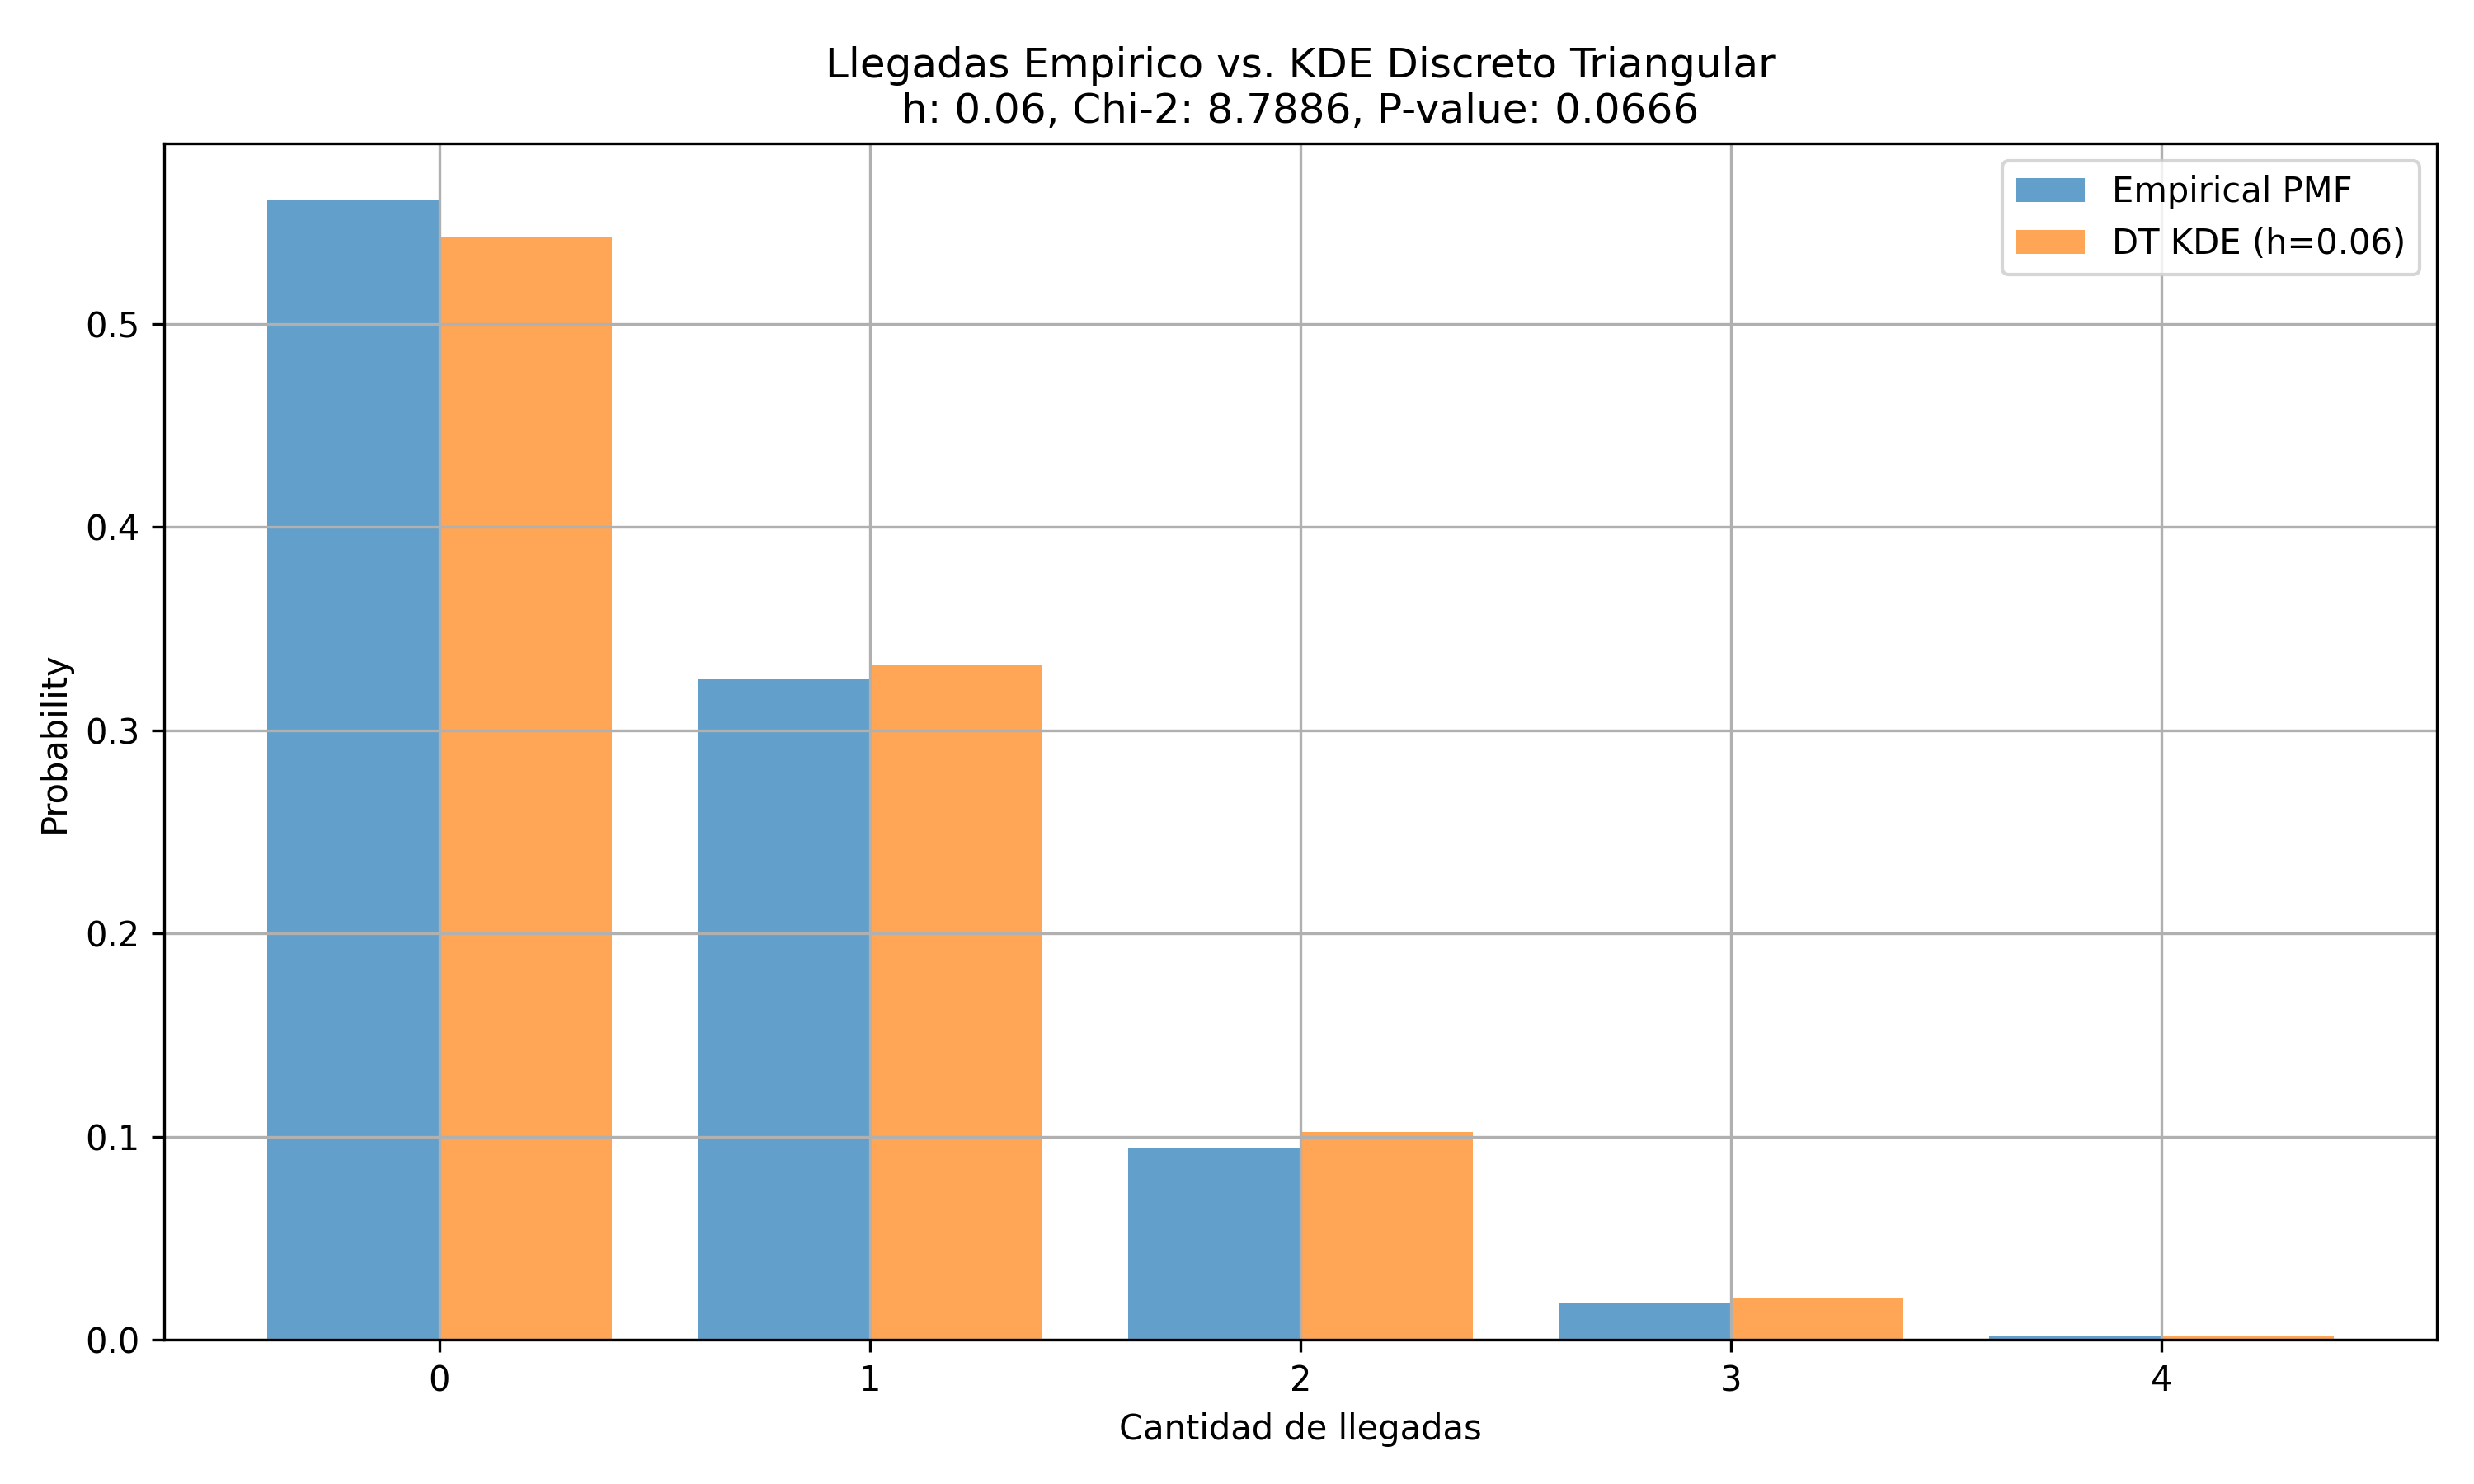 Llegadas Empirico vs. KDE Discreto Triangular
h: 0.06, Chi-2: 8.7886, P-value: 0.0666
Empirical PMF
DT KDE (h=0.06)
Probability
0.5
0.4
0.3
0.2
0.1
0.0
0 1 2 3 4
Cantidad de llegadas